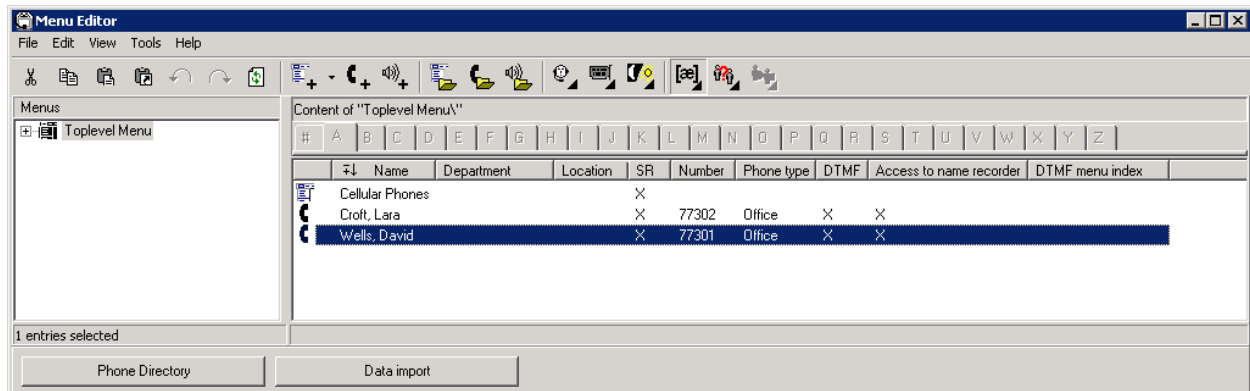 Menu Editor
File Edit View Tools Help
[æ]
Menus
Content of "Toplevel Menu\"
Toplevel Menu
# A B C D E F G H I J K L M N O P Q R S T U V W X Y Z
Name Department Location SR Number Phone type DTMF Access to name recorder DTMF menu index
Cellular Phones X
Croft, Lara X 77302 Office X X
Wells, David X 77301 Office X X
1 entries selected
Phone Directory Data import